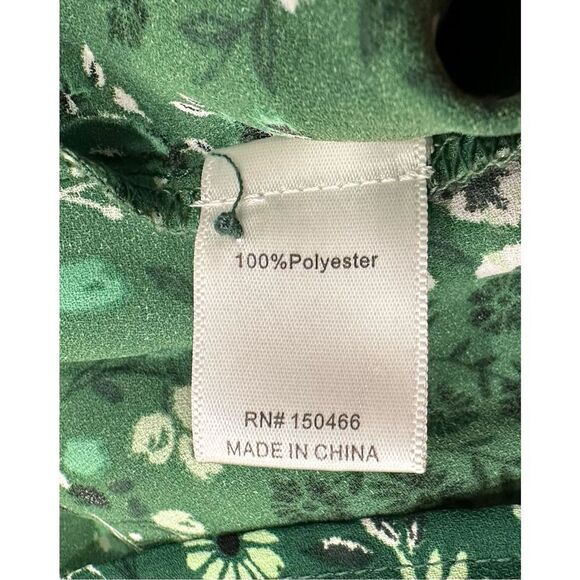 100%Polyester
RN# 150466
MADE IN CHINA